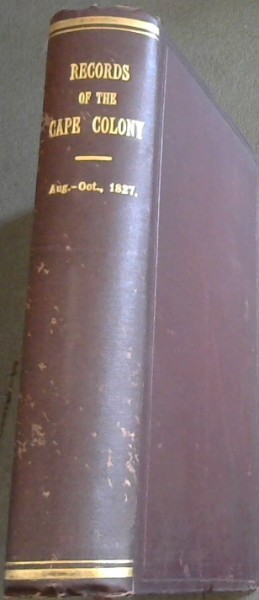 RECORDS
OF THE
CAPE COLONY
Aug.-Oct., 1827.